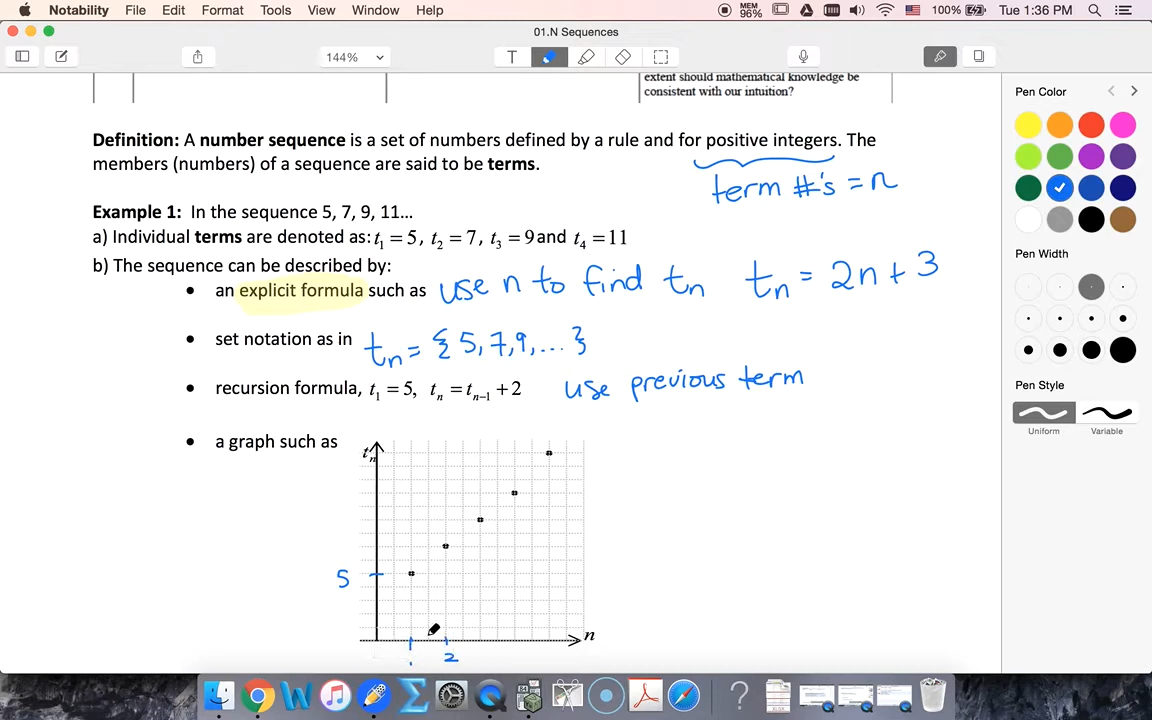 Notability File Edit Format Tools View Window Help MEM 96% 100% Tue 1:36 PM
01.N Sequences
144% T
extent should mathematical knowledge be
consistent with our intuition?
Definition: A number sequence is a set of numbers defined by a rule and for positive integers. The
members (numbers) of a sequence are said to be terms.
term #'s = n
Example 1: In the sequence 5, 7, 9, 11...
a) Individual terms are denoted as: t₁ = 5, t₂ = 7, t₃ = 9 and t₄ = 11
b) The sequence can be described by:
• an explicit formula such as use n to find tₙ tₙ = 2n + 3
• set notation as in tₙ = {5, 7, 9, ...}
• recursion formula, t₁ = 5, tₙ = tₙ₋₁ + 2 use previous term
• a graph such as
tₙ
5
n
1 2
Pen Color
Pen Width
Pen Style
Uniform Variable